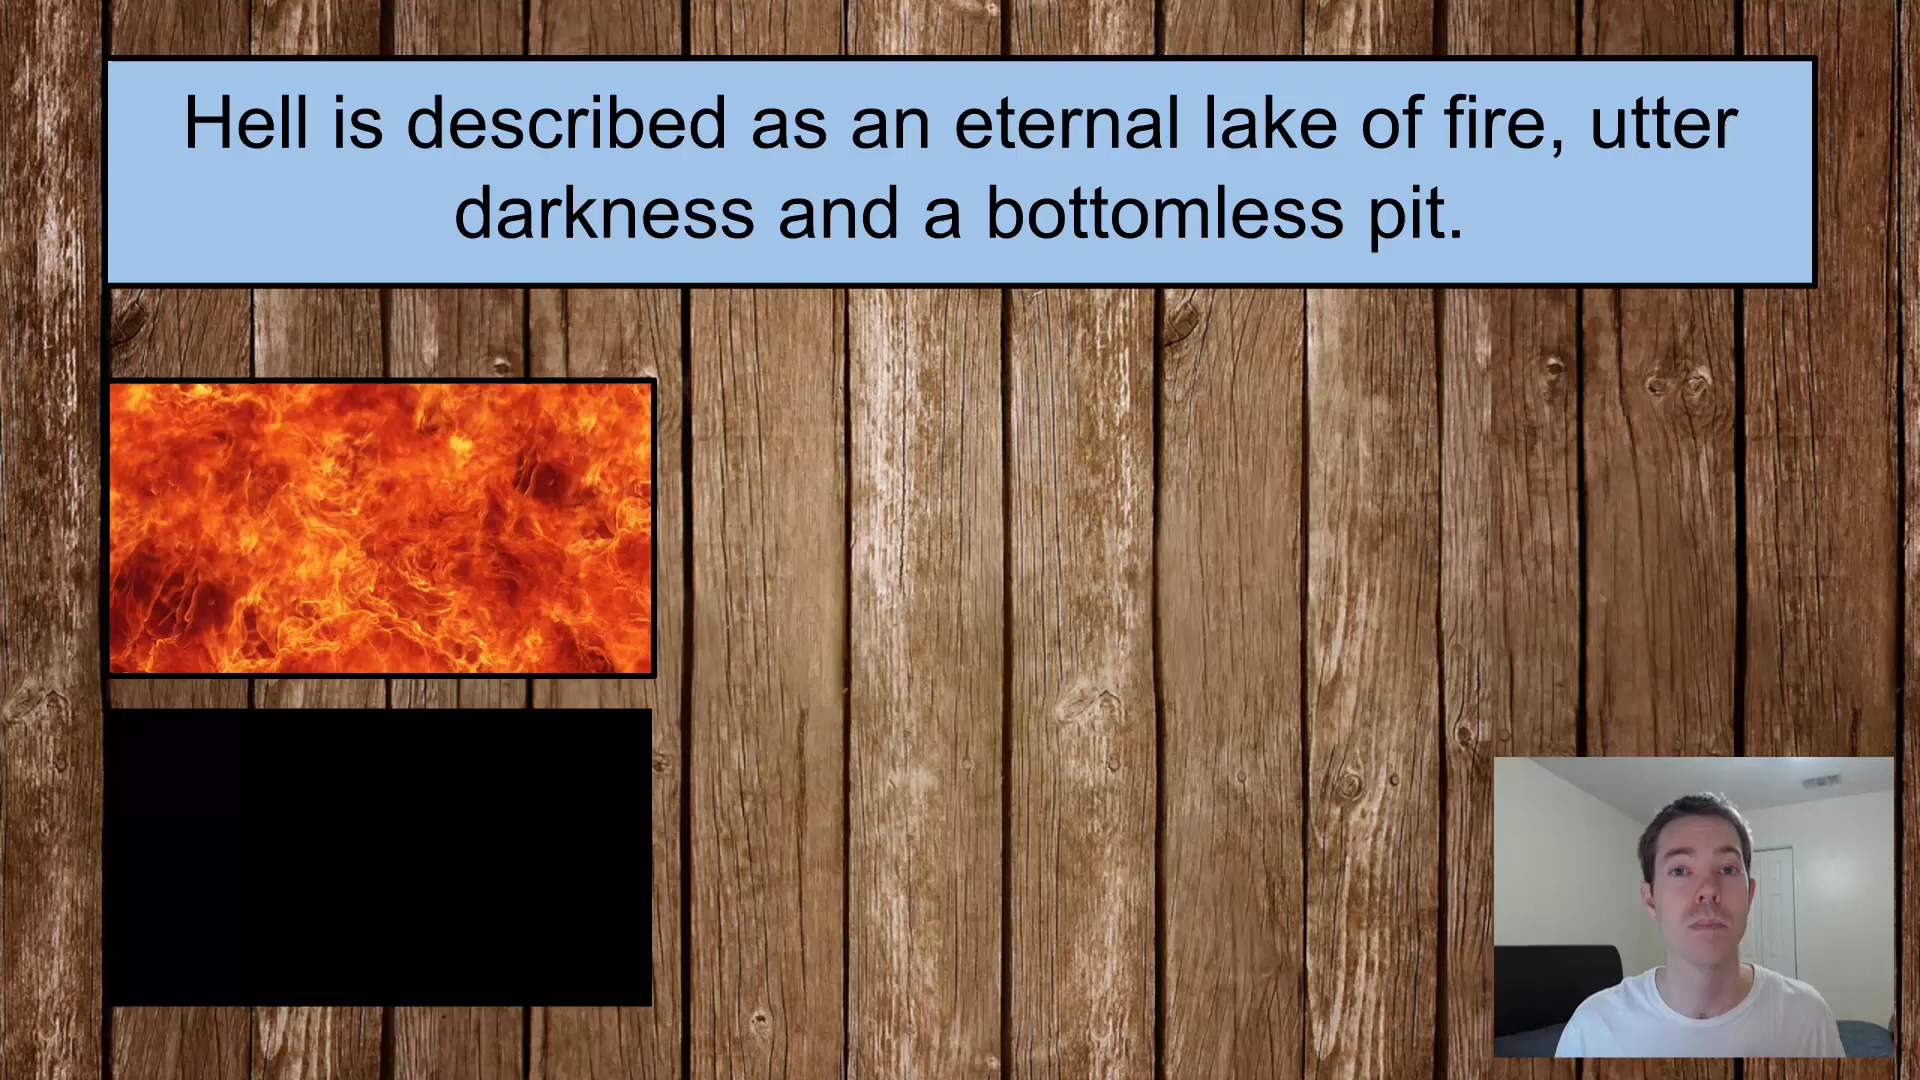 Hell is described as an eternal lake of fire, utter
darkness and a bottomless pit.